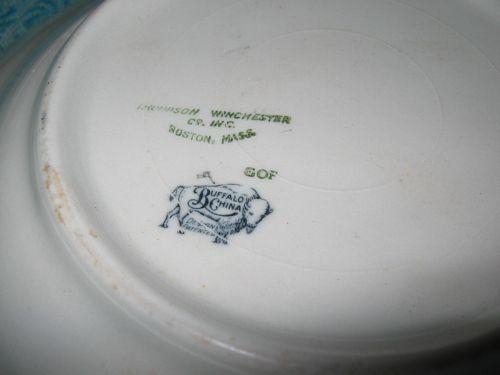 THOMPSON WINCHESTER
CO. INC.
BOSTON, MASS.
GOF
BUFFALO
CHINA